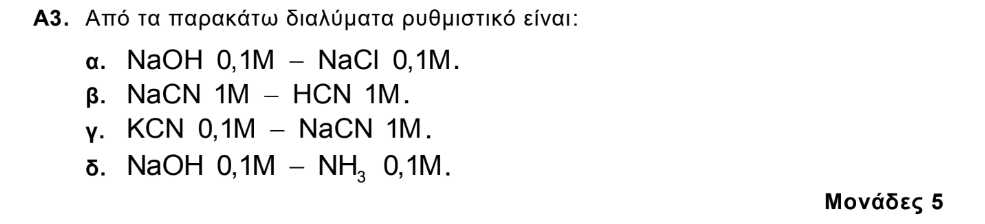 Α3. Από τα παρακάτω διαλύματα ρυθμιστικό είναι:
α. NaOH 0,1M – NaCl 0,1M.
β. NaCN 1M – HCN 1M.
γ. KCN 0,1M – NaCN 1M.
δ. NaOH 0,1M – NH₃ 0,1M.
Μονάδες 5